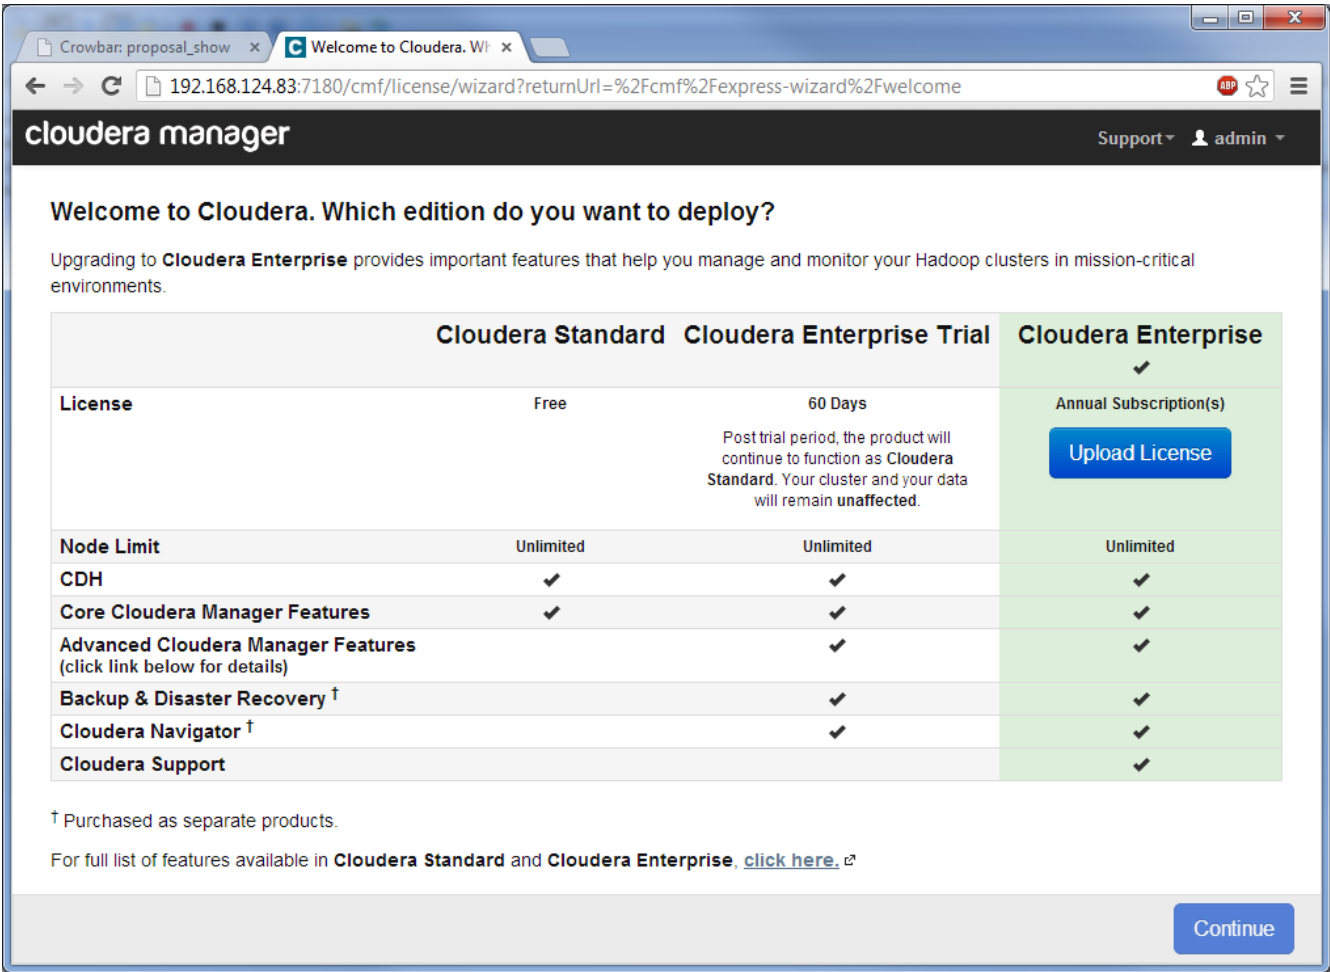 Crowbar: proposal_show
Welcome to Cloudera. Wh
192.168.124.83:7180/cmf/license/wizard?returnUrl=%2Fcmf%2Fexpress-wizard%2Fwelcome
ABP
cloudera manager
Support
admin
Welcome to Cloudera. Which edition do you want to deploy?
Upgrading to Cloudera Enterprise provides important features that help you manage and monitor your Hadoop clusters in mission-critical
environments.
Cloudera Standard Cloudera Enterprise Trial Cloudera Enterprise
✔
License Free 60 Days Annual Subscription(s)
Post trial period, the product will
continue to function as Cloudera
Standard. Your cluster and your data
will remain unaffected.
Upload License
Node Limit Unlimited Unlimited Unlimited
CDH ✔ ✔ ✔
Core Cloudera Manager Features ✔ ✔ ✔
Advanced Cloudera Manager Features ✔ ✔
(click link below for details)
Backup & Disaster Recovery † ✔ ✔
Cloudera Navigator † ✔ ✔
Cloudera Support ✔
† Purchased as separate products.
For full list of features available in Cloudera Standard and Cloudera Enterprise, click here.
Continue